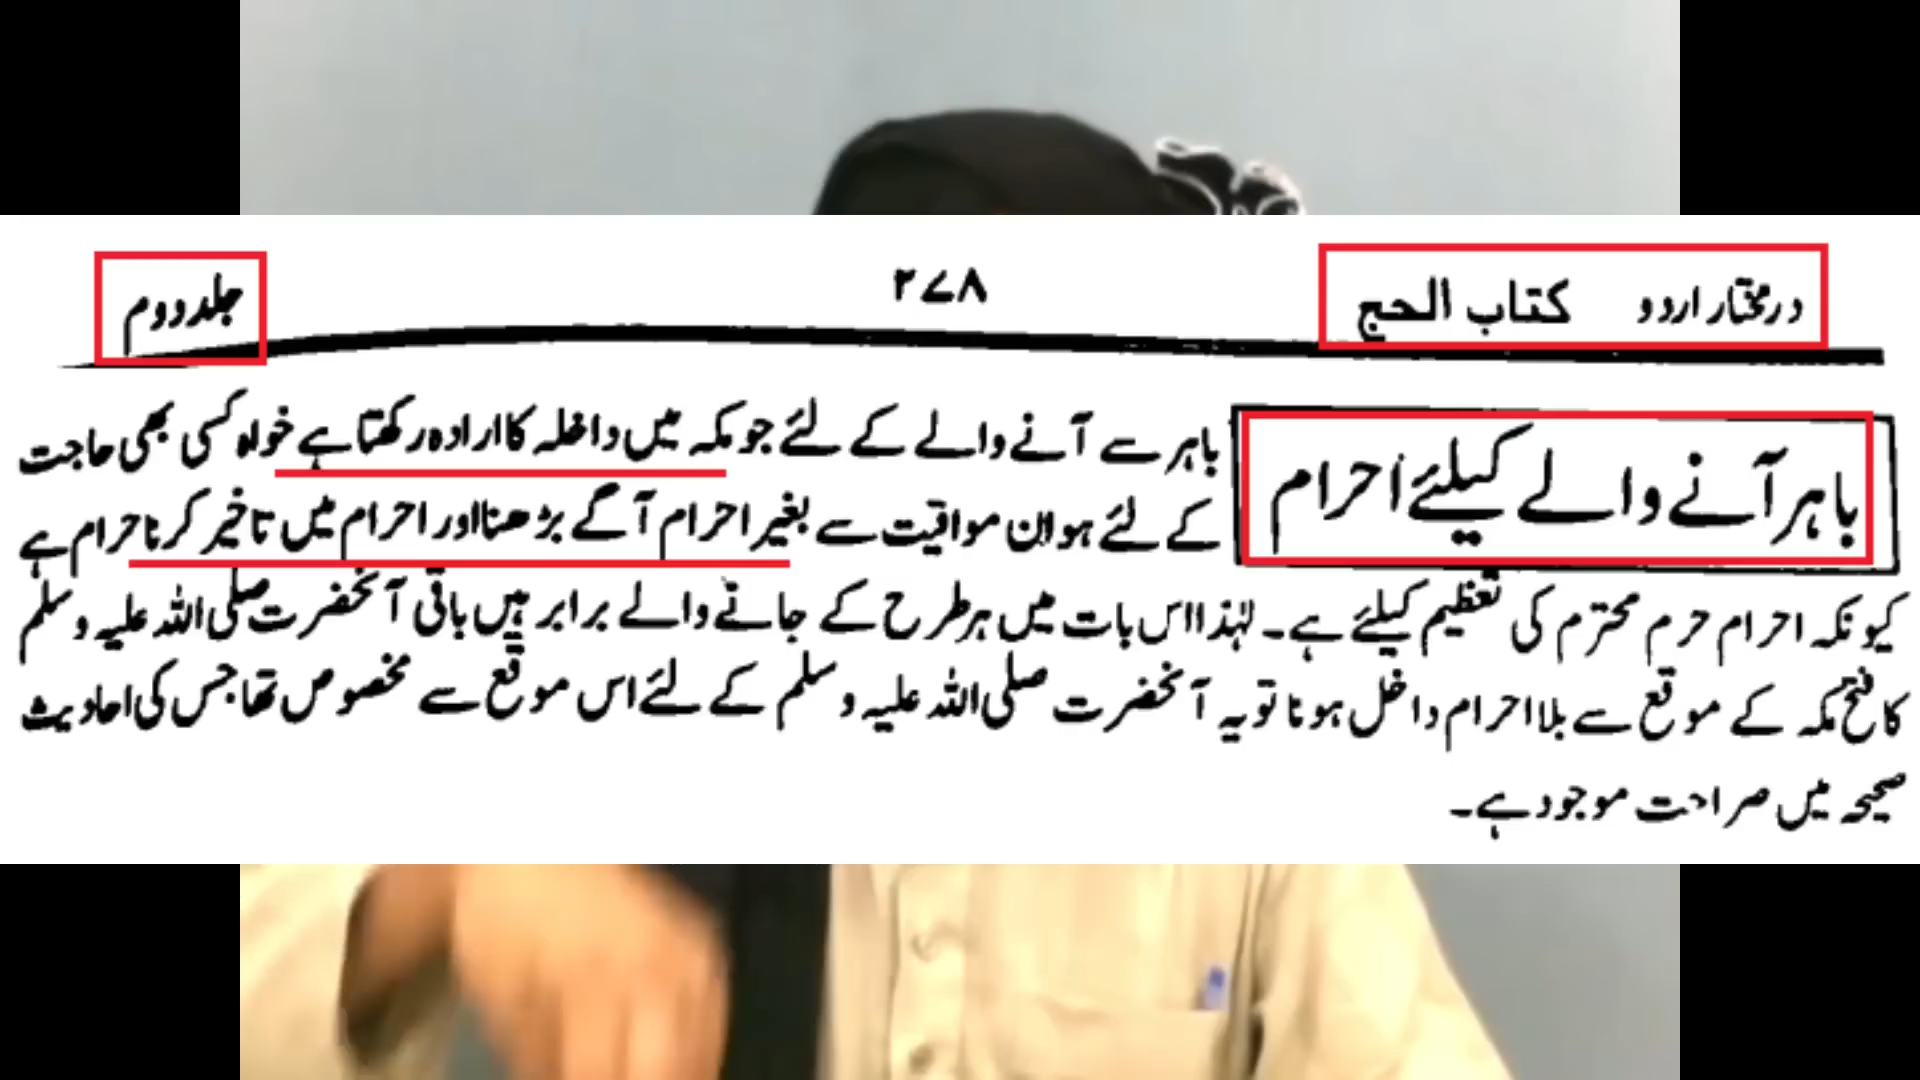 درمختار اردو کتاب الحج ۲۷۸ جلد دوم
باہر آنے والے کیلئے احرام
باہر سے آنے والے کے لئے جو مکہ میں داخلہ کا ارادہ رکھتا ہے خواہ کسی بھی حاجت
کے لئے ہو ان مواقیت سے بغیر احرام آگے بڑھنا اور احرام میں تاخیر کرنا حرام ہے
کیونکہ احرام حرم محترم کی تعظیم کیلئے ہے۔ لہٰذا اس بات میں ہر طرح کے جانے والے برابر ہیں باقی آنحضرت صلی اللہ علیہ وسلم
کا فتح مکہ کے موقع سے بلا احرام داخل ہونا تو یہ آنحضرت صلی اللہ علیہ وسلم کے لئے اس موقع سے مخصوص تھا جس کی احادیث
صحیحہ میں صراحت موجود ہے۔